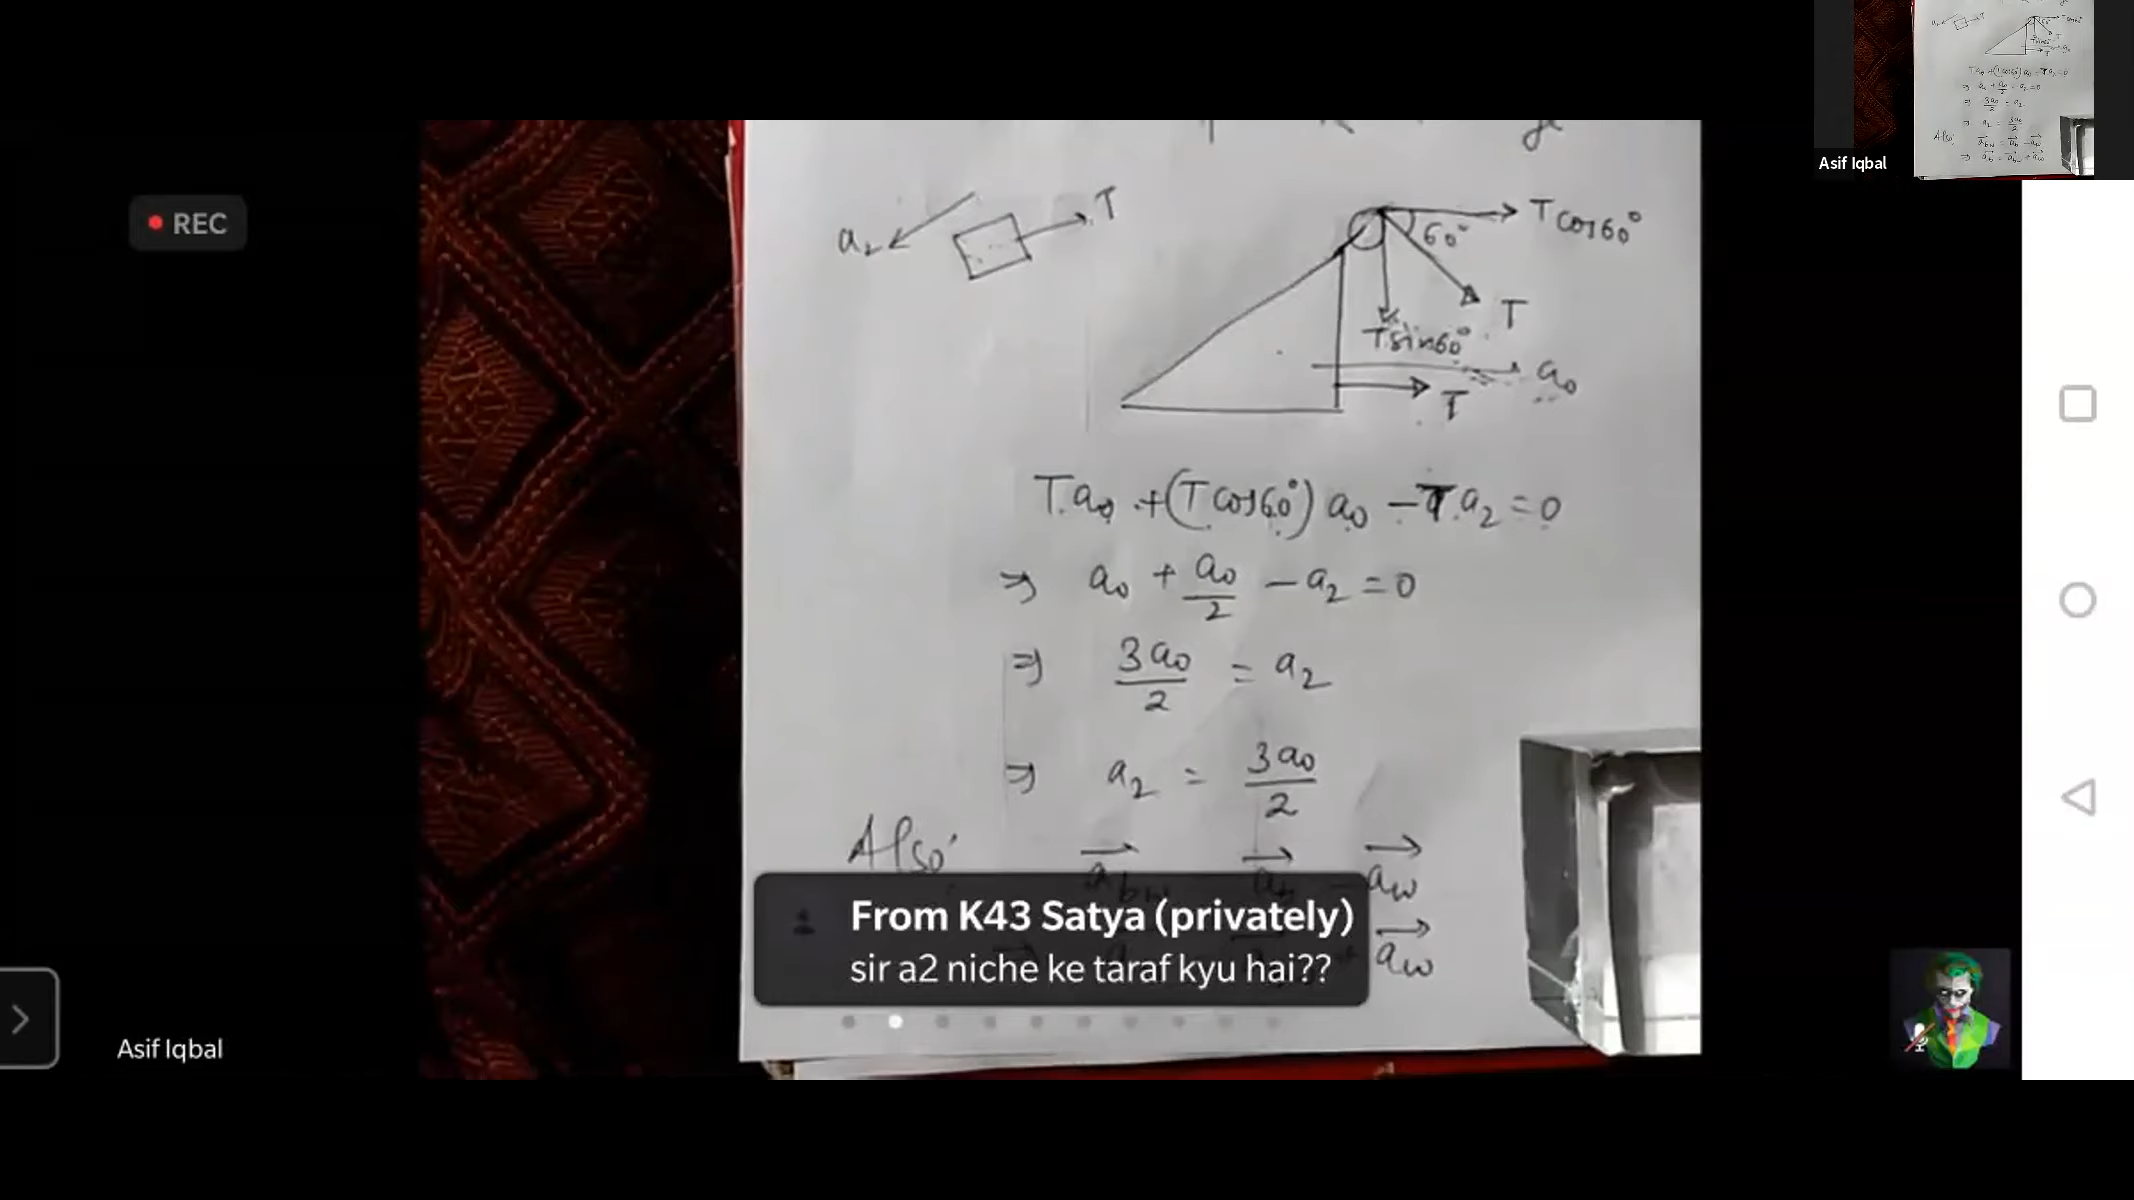 REC
Asif Iqbal
a₂
T
T cos60°
60°
T
T sin60°
a₀
T
T.a₀ + (T cos60°) a₀ - T.a₂ = 0
⇒ a₀ + a₀/2 - a₂ = 0
⇒ 3a₀/2 = a₂
⇒ a₂ = 3a₀/2
Also
a⃗w
a⃗w
From K43 Satya (privately)
sir a2 niche ke taraf kyu hai??
Asif Iqbal